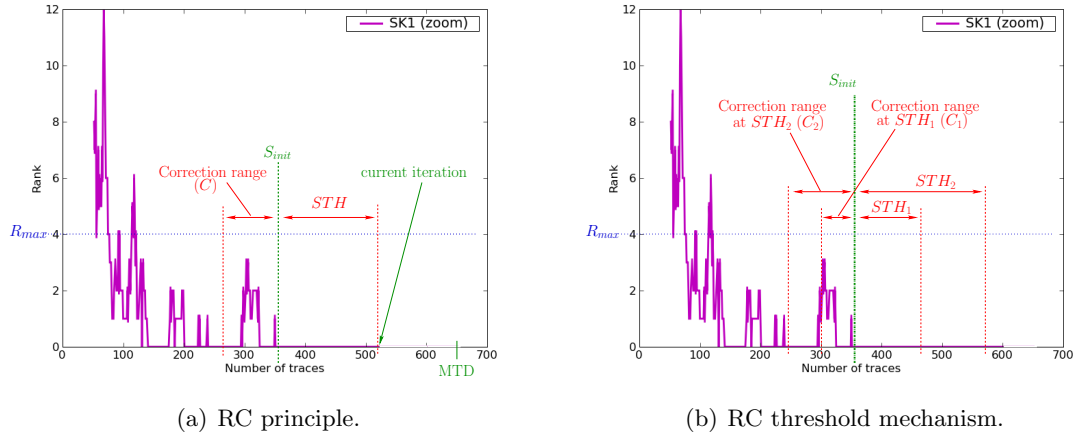 SK1 (zoom)
12
10
8
6
4
2
0
Rank
R_max
S_init
Correction range
(C)
STH
current iteration
0 100 200 300 400 500 600 700
Number of traces
MTD
(a) RC principle.
SK1 (zoom)
12
10
8
6
4
2
0
Rank
R_max
S_init
Correction range
at STH_2 (C_2)
Correction range
at STH_1 (C_1)
STH_2
STH_1
0 100 200 300 400 500 600 700
Number of traces
(b) RC threshold mechanism.